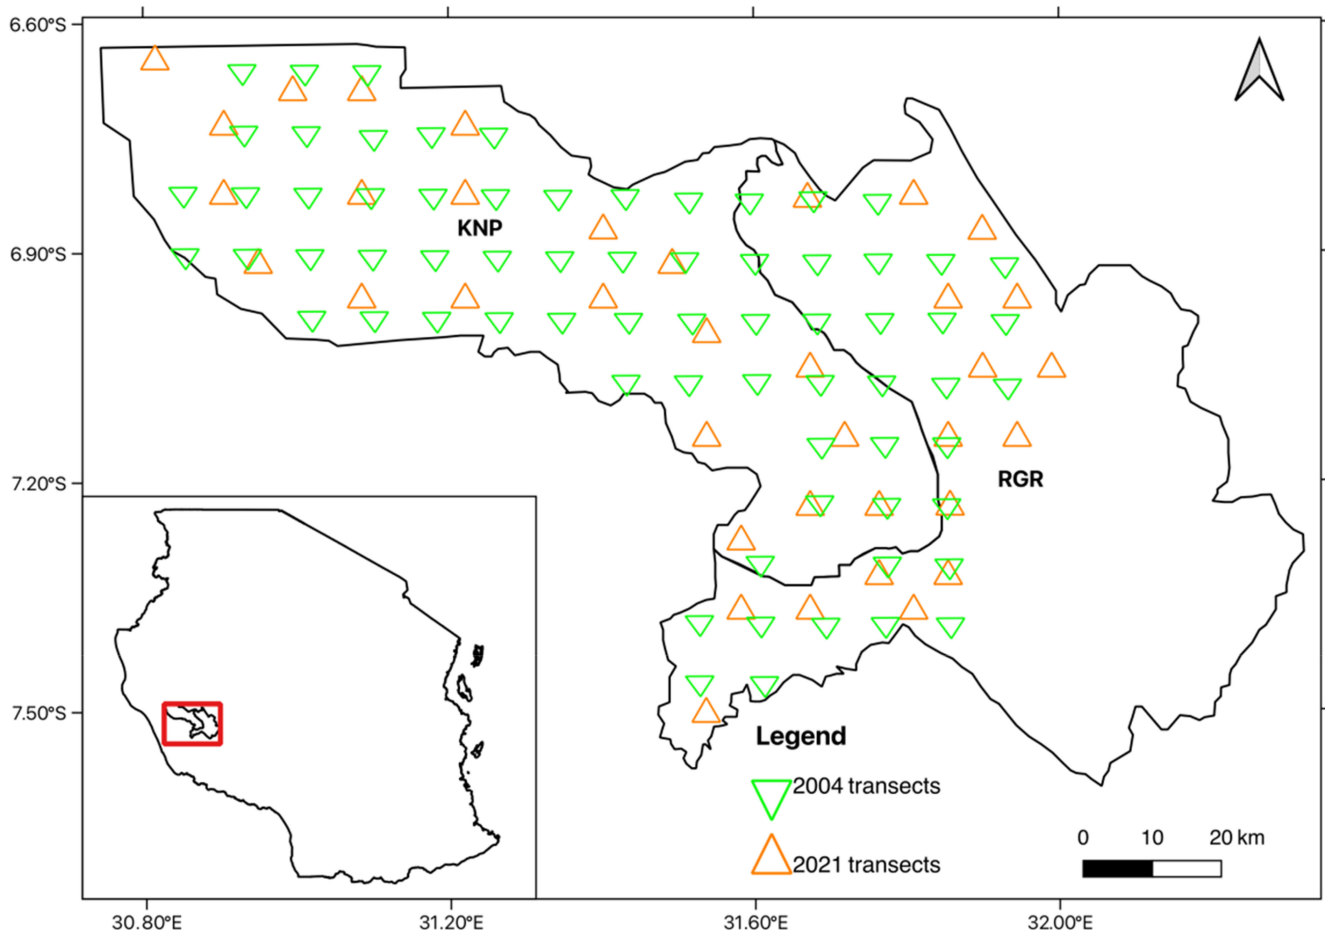 6.60°S
KNP
6.90°S
RGR
7.20°S
7.50°S
Legend
2004 transects
2021 transects
0 10 20 km
30.80°E 31.20°E 31.60°E 32.00°E